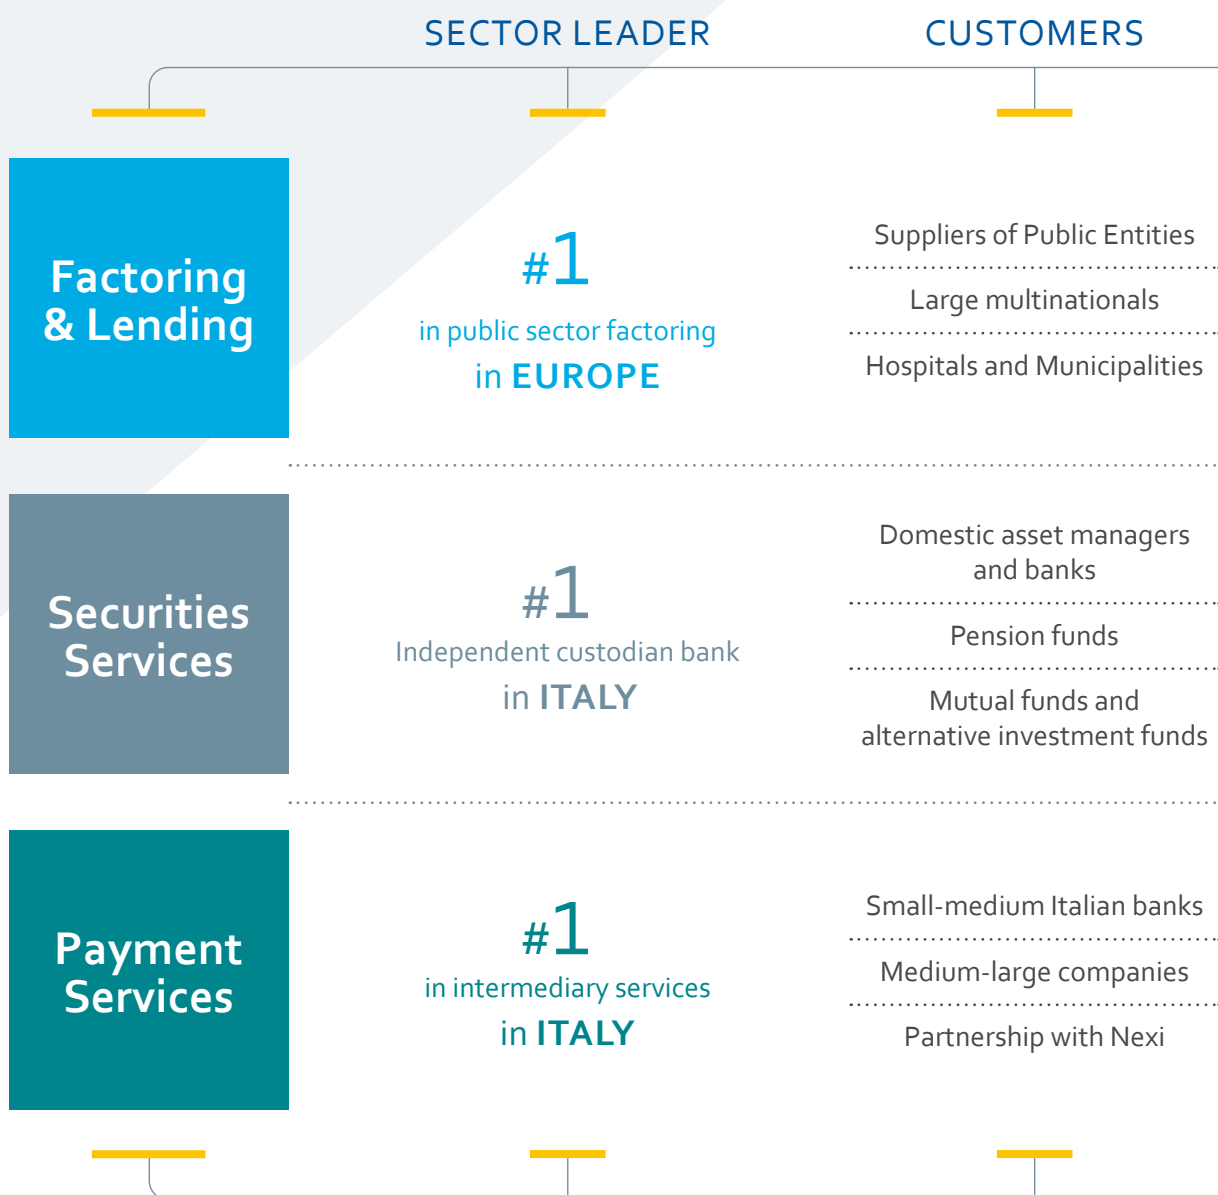 SECTOR LEADER
CUSTOMERS
Factoring
& Lending
#1
in public sector factoring
in EUROPE
Suppliers of Public Entities
Large multinationals
Hospitals and Municipalities
Securities
Services
#1
Independent custodian bank
in ITALY
Domestic asset managers
and banks
Pension funds
Mutual funds and
alternative investment funds
Payment
Services
#1
in intermediary services
in ITALY
Small-medium Italian banks
Medium-large companies
Partnership with Nexi